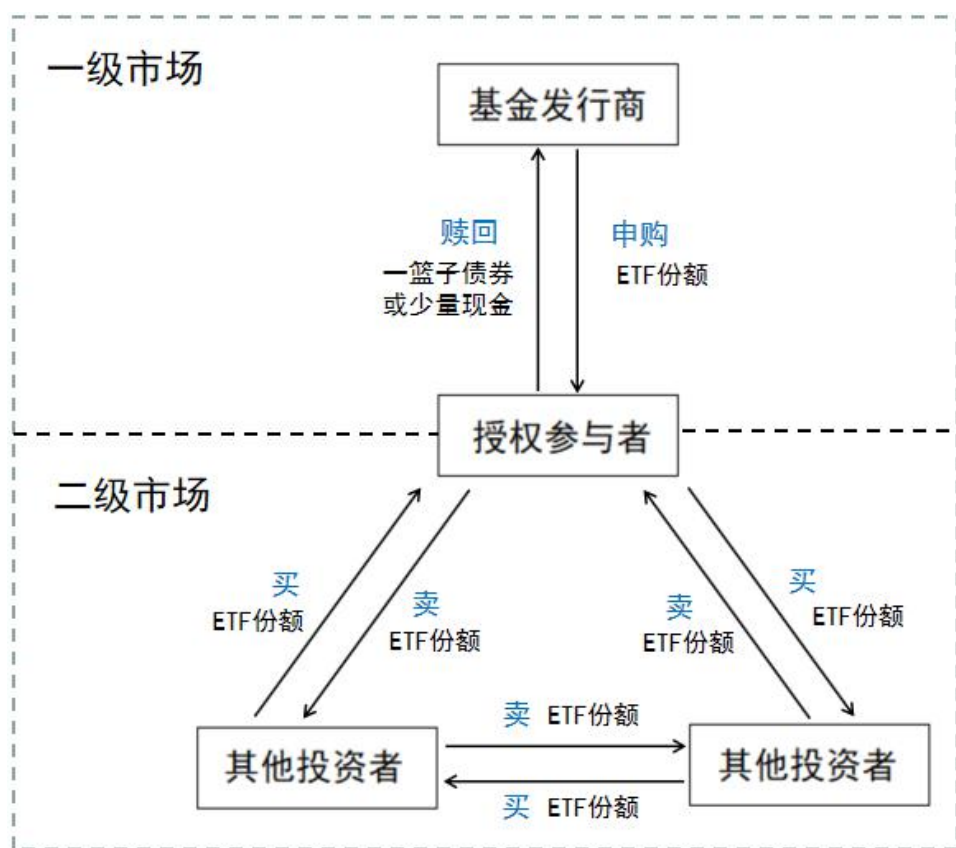 一级市场
基金发行商
赎回
一篮子债券
或少量现金
申购
ETF份额
授权参与者
二级市场
买
ETF份额
卖
ETF份额
卖
ETF份额
买
ETF份额
卖 ETF份额
其他投资者
其他投资者
买 ETF份额